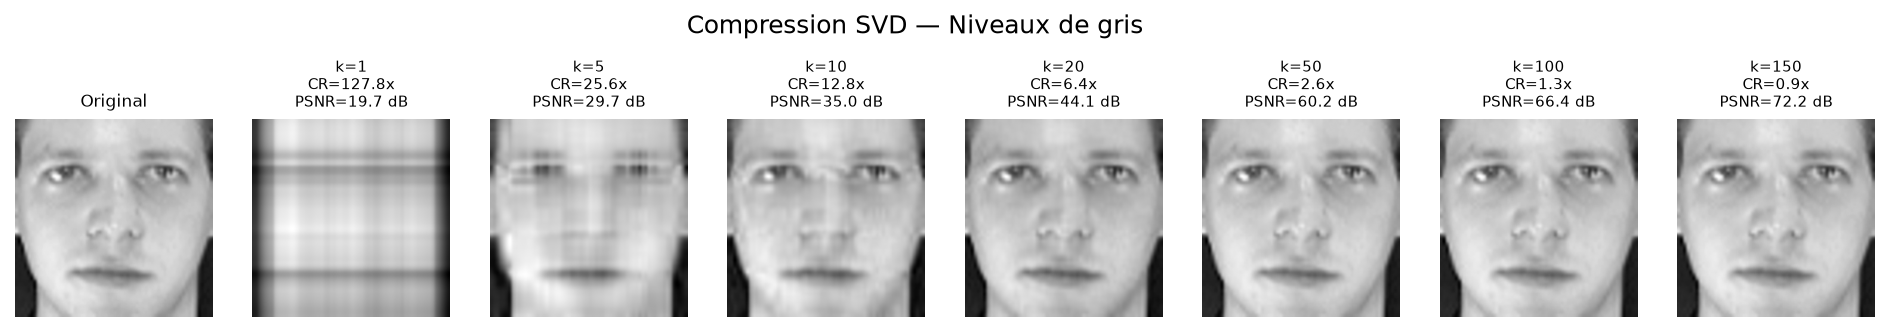 Compression SVD — Niveaux de gris
Original
k=1
CR=127.8x
PSNR=19.7 dB
k=5
CR=25.6x
PSNR=29.7 dB
k=10
CR=12.8x
PSNR=35.0 dB
k=20
CR=6.4x
PSNR=44.1 dB
k=50
CR=2.6x
PSNR=60.2 dB
k=100
CR=1.3x
PSNR=66.4 dB
k=150
CR=0.9x
PSNR=72.2 dB